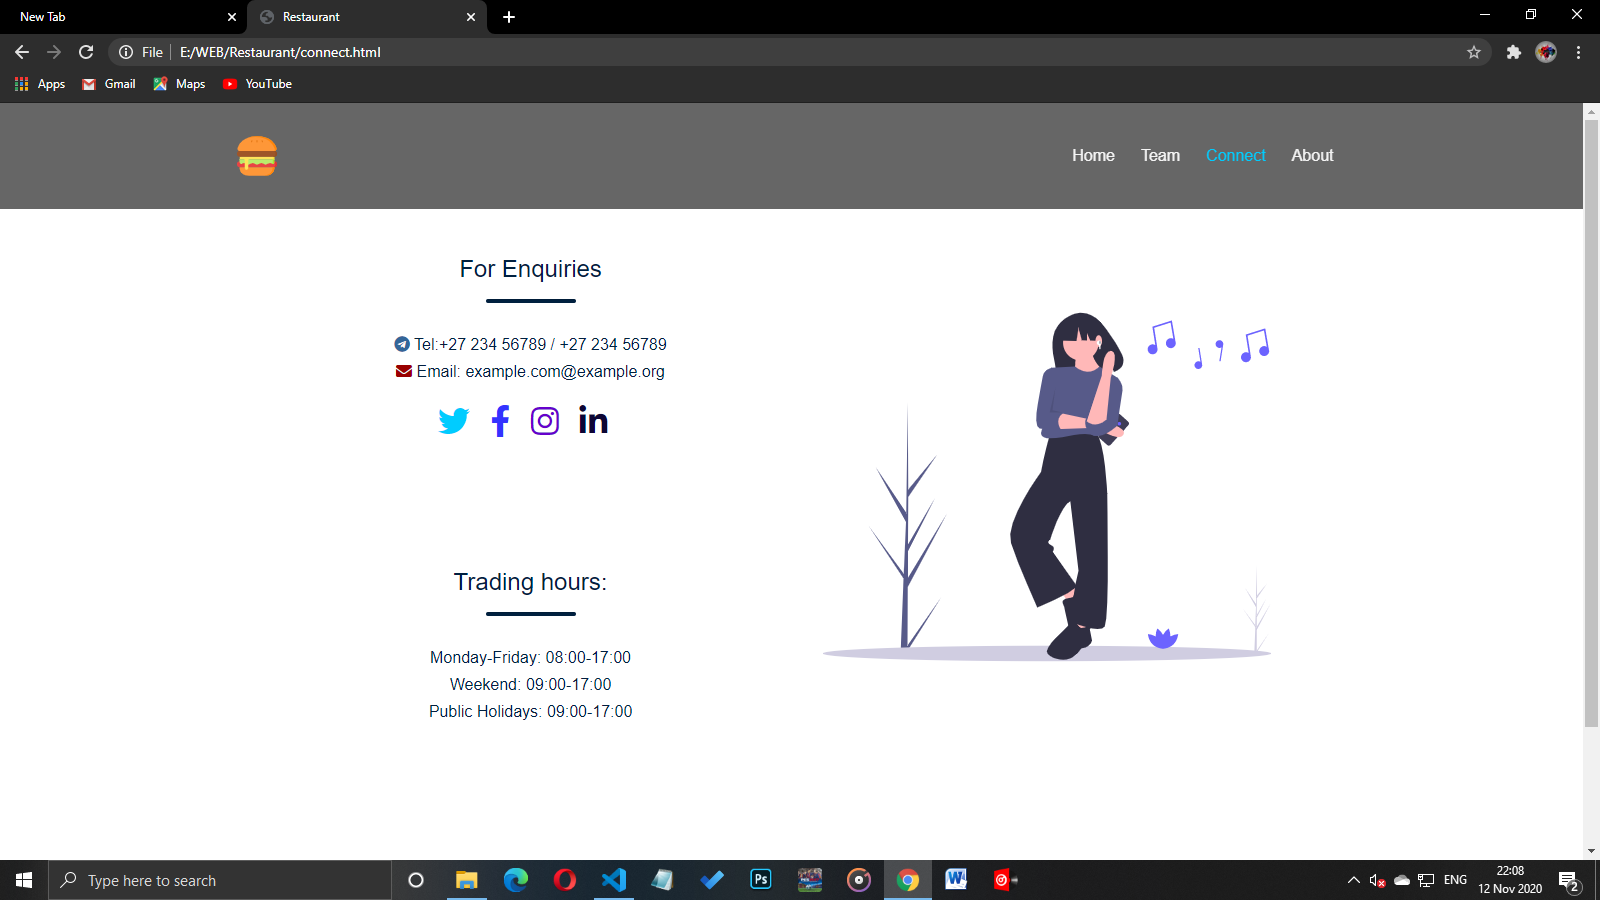 New Tab
Restaurant
File
E:/WEB/Restaurant/connect.html
Apps
Gmail
Maps
YouTube
Home
Team
Connect
About
For Enquiries
Tel:+27 234 56789 / +27 234 56789
Email: example.com@example.org
Trading hours:
Monday-Friday: 08:00-17:00
Weekend: 09:00-17:00
Public Holidays: 09:00-17:00
Type here to search
Ps
W
ENG
22:08
12 Nov 2020
2